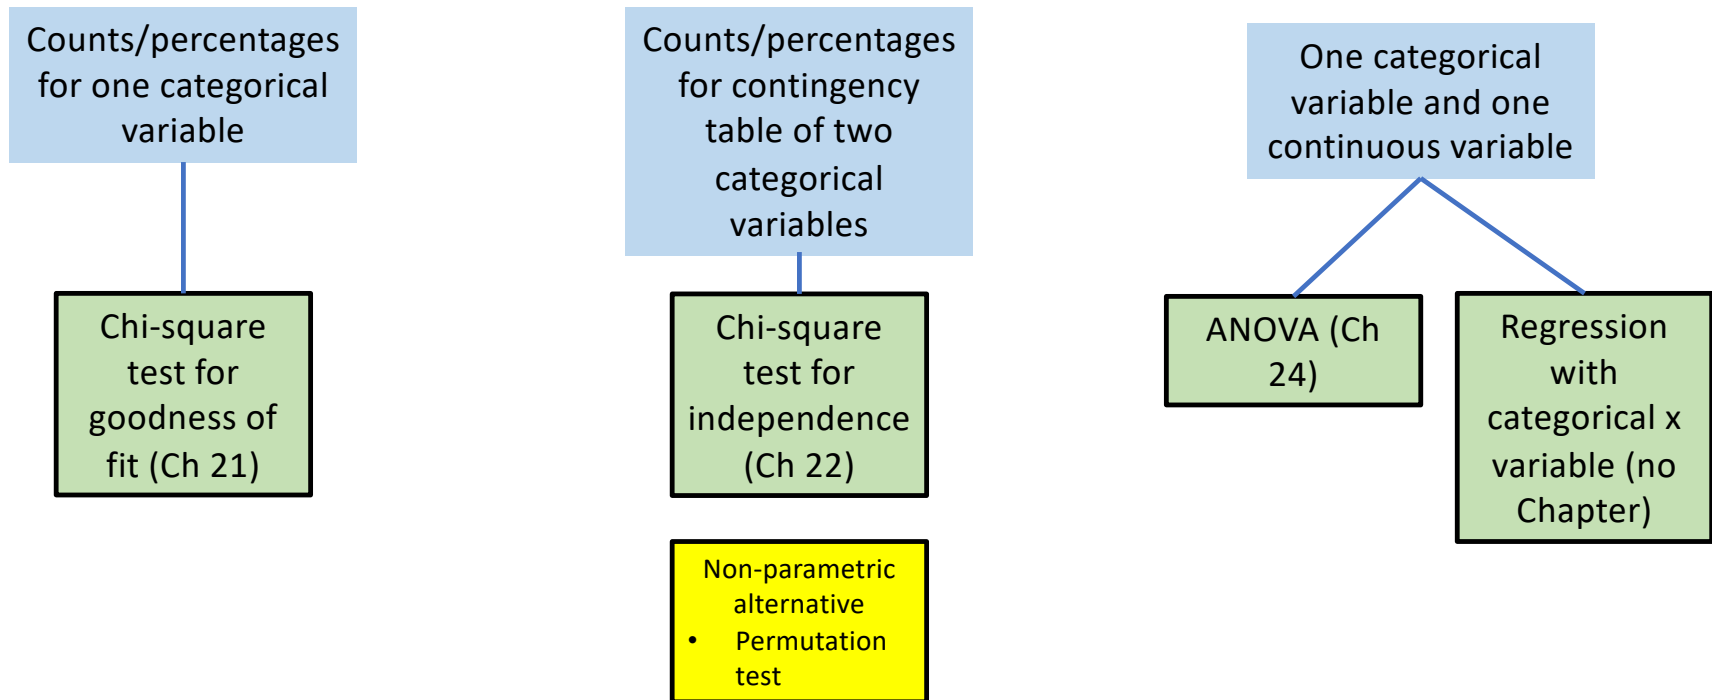 Counts/percentages
for one categorical
variable
Chi-square
test for
goodness of
fit (Ch 21)
Counts/percentages
for contingency
table of two
categorical
variables
Chi-square
test for
independence
(Ch 22)
Non-parametric
alternative
• Permutation
test
One categorical
variable and one
continuous variable
ANOVA (Ch
24)
Regression
with
categorical x
variable (no
Chapter)